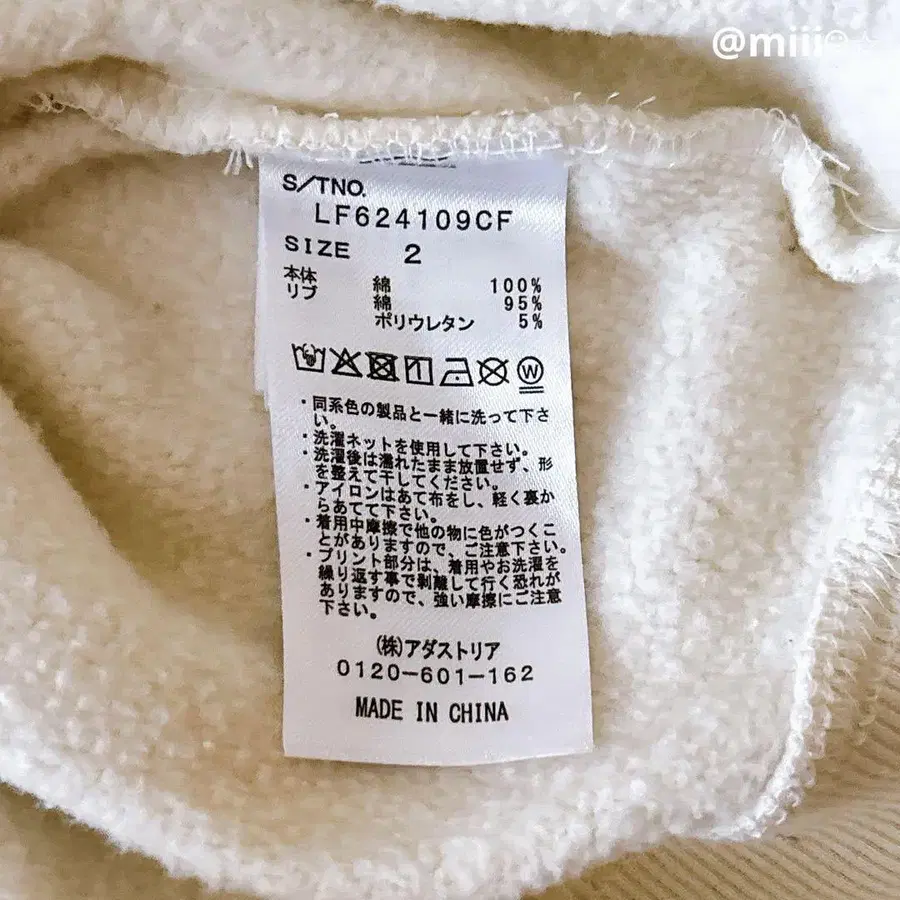 @miii
S/TNO.
LF624109CF
SIZE 2
本体 綿 100%
リブ 綿 95%
ポリウレタン 5%
1 W
・同系色の製品と一緒に洗って下さ
い。
・洗濯ネットを使用して下さい。
・洗濯後は濡れたまま放置せず、形
を整えて干してください。
・アイロンはあて布をし、軽く裏か
らあてて下さい。
・着用中摩擦で他の物に色がつくこ
とがありますので、ご注意下さい。
・プリント部分は、着用やお洗濯を
繰り返す事で剥離して行く恐れが
ありますので、強い摩擦にご注意
下さい。
(株)アダストリア
0120-601-162
MADE IN CHINA